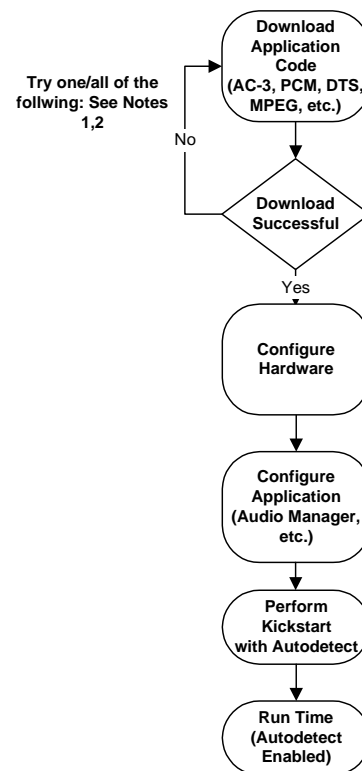 Download
Application
Code
(AC-3, PCM, DTS,
MPEG, etc.)
Try one/all of the
follwing: See Notes
1,2
No
Download
Successful
Yes
Configure
Hardware
Configure
Application
(Audio Manager,
etc.)
Perform
Kickstart
with Autodetect
Run Time
(Autodetect
Enabled)